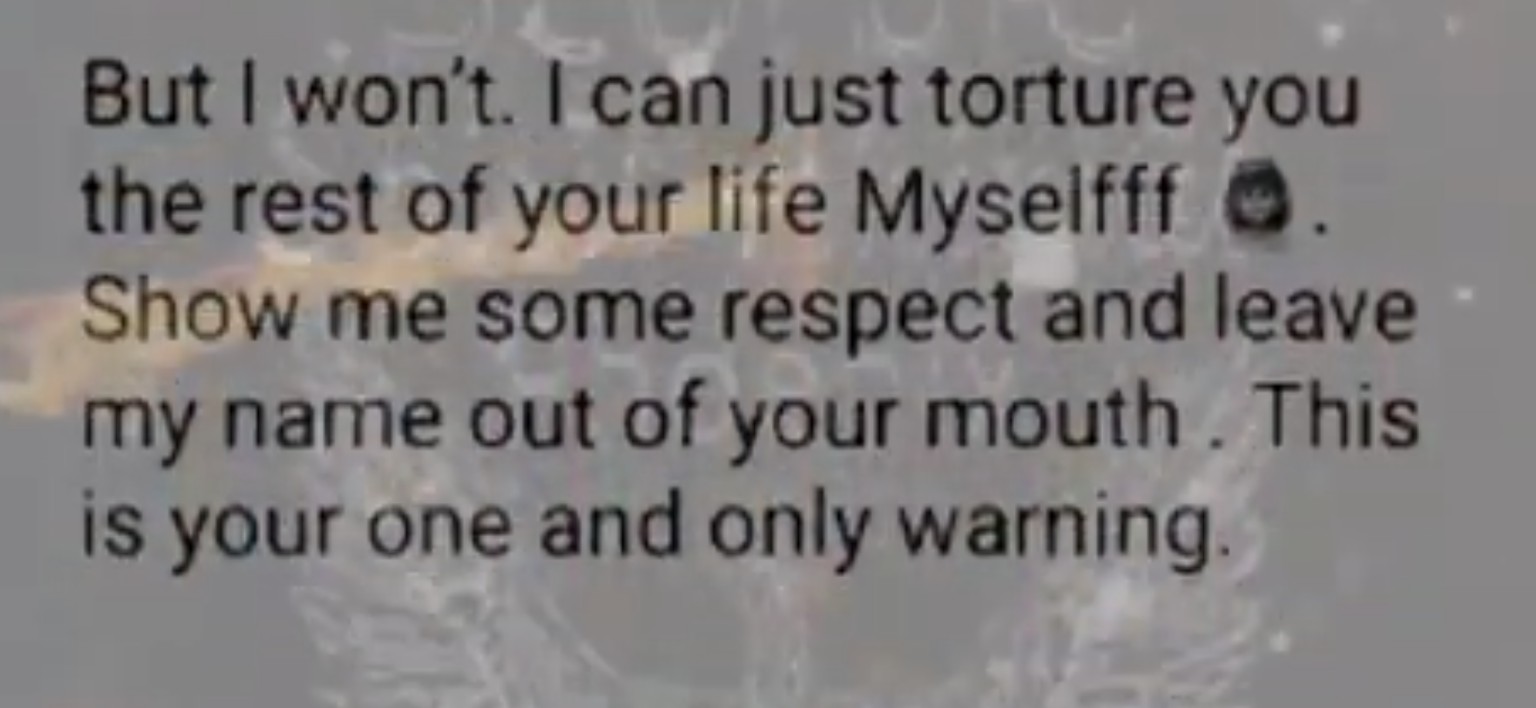 But I won't. I can just torture you
the rest of your life Myselfff .
Show me some respect and leave
my name out of your mouth . This
is your one and only warning.